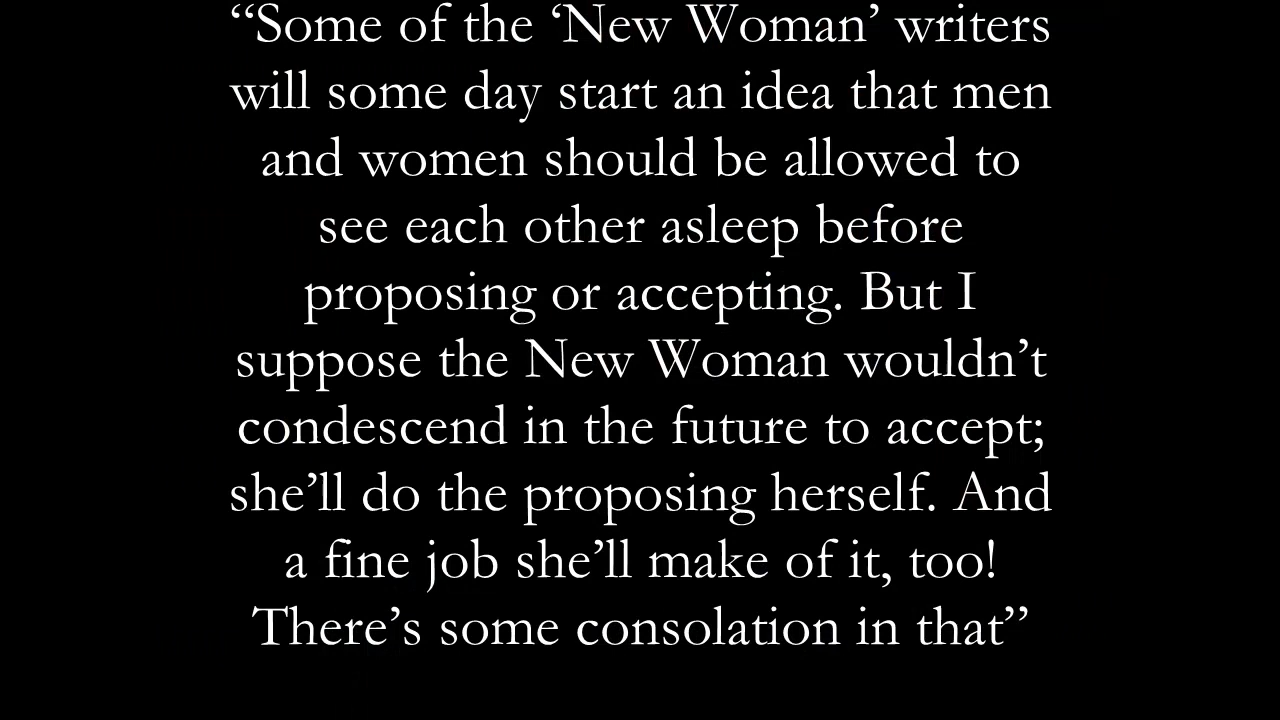 “Some of the ‘New Woman’ writers
will some day start an idea that men
and women should be allowed to
see each other asleep before
proposing or accepting. But I
suppose the New Woman wouldn’t
condescend in the future to accept;
she’ll do the proposing herself. And
a fine job she’ll make of it, too!
There’s some consolation in that”